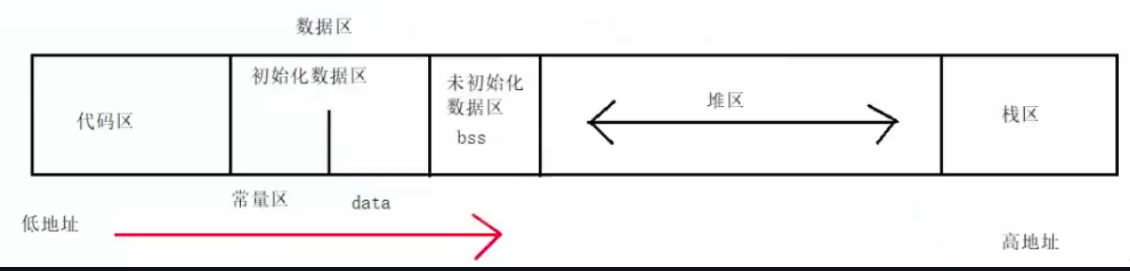 数据区
初始化数据区
代码区
未初始化
数据区
bss
堆区
栈区
常量区
data
低地址
高地址